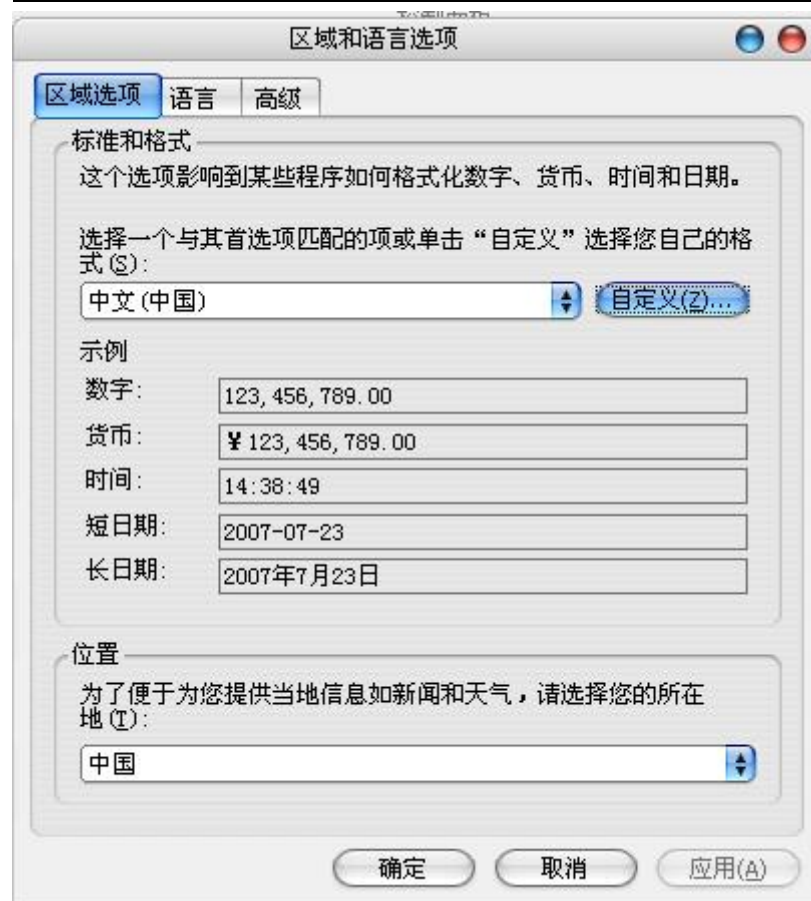 区域和语言选项
区域选项 语言 高级
标准和格式
这个选项影响到某些程序如何格式化数字、货币、时间和日期。
选择一个与其首选项匹配的项或单击“自定义”选择您自己的格
式(S):
中文(中国) 自定义(Z)...
示例
数字: 123,456,789.00
货币: ¥123,456,789.00
时间: 14:38:49
短日期: 2007-07-23
长日期: 2007年7月23日
位置
为了便于为您提供当地信息如新闻和天气，请选择您的所在
地(T):
中国
确定 取消 应用(A)